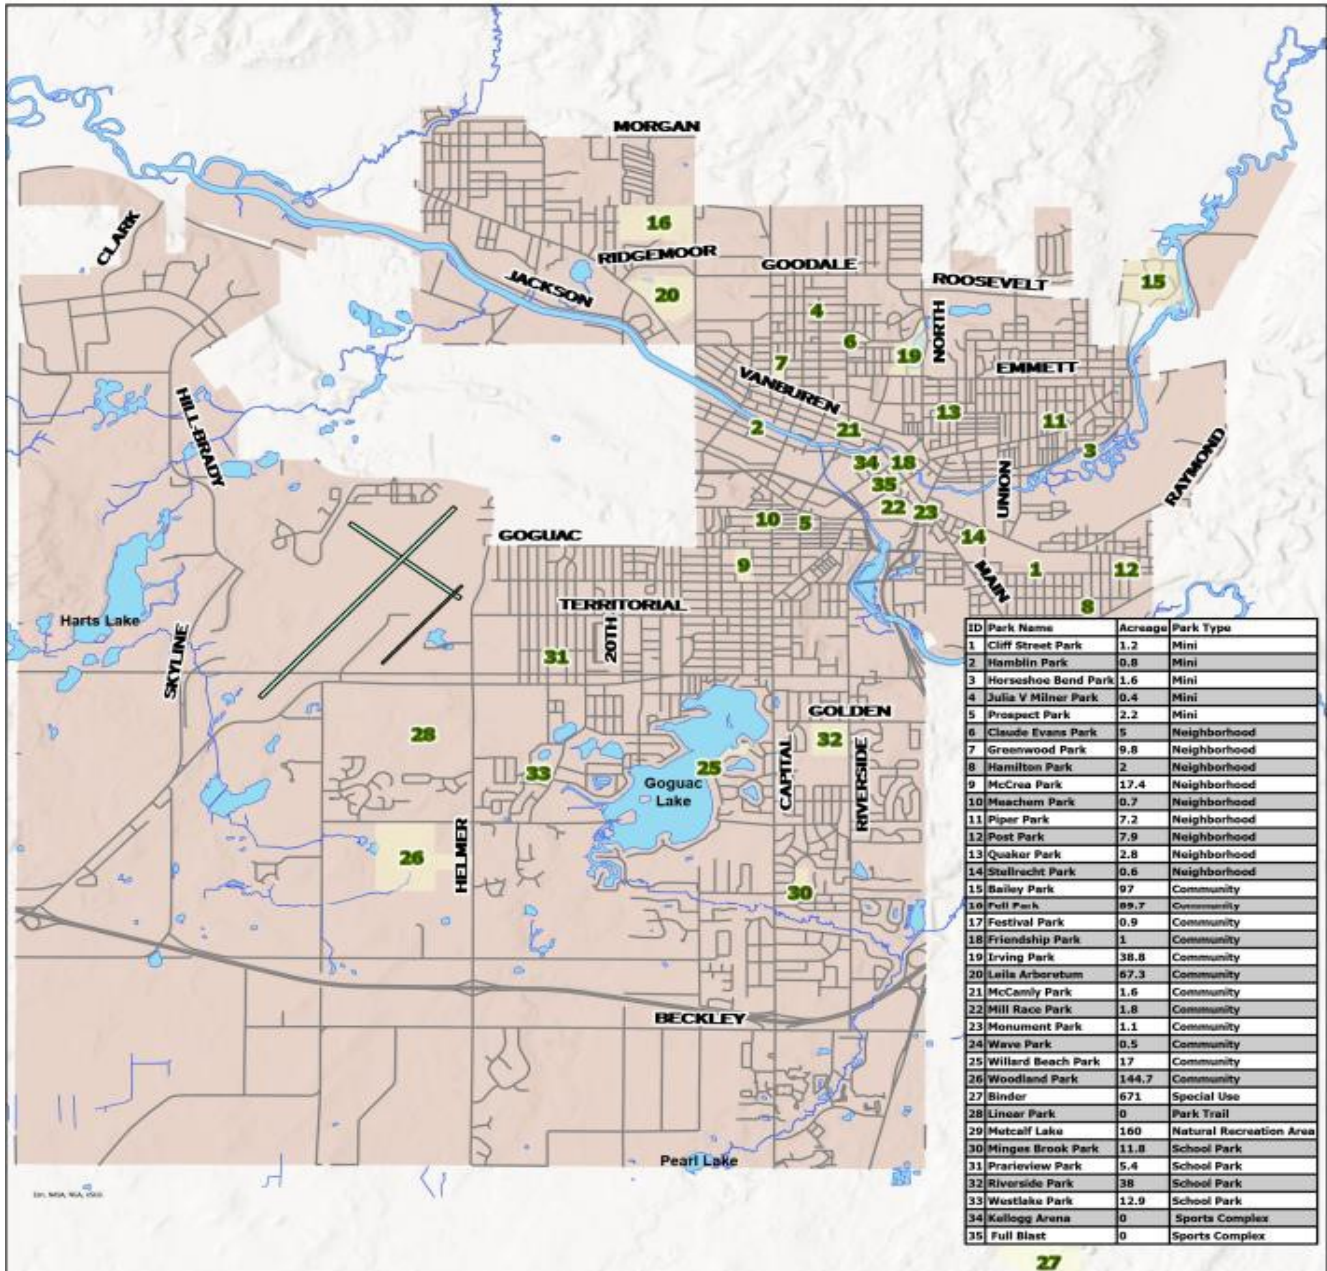 MORGAN
CLARK
16
RIDGEMOOR
GOODALE
JACKSON
20
ROOSEVELT
15
4
6
19
NORTH
7
EMMETT
VANBUREN
HILL-BRADY
13
2
21
11
3
RAYMOND
34
18
35
UNION
22
23
10
5
GOGUAC
14
9
MAIN
1
12
TERRITORIAL
8
Harts Lake
20TH
SKYLINE
31
GOLDEN
28
32
CAPITAL
RIVERSIDE
33
25
Goguac
Lake
HELMER
26
30
BECKLEY
Pearl Lake
ID Park Name Acreage Park Type
1 Cliff Street Park 1.2 Mini
2 Hamblin Park 0.8 Mini
3 Horseshoe Bend Park 1.6 Mini
4 Julia V Milner Park 0.4 Mini
5 Prospect Park 2.2 Mini
6 Claude Evans Park 5 Neighborhood
7 Greenwood Park 9.8 Neighborhood
8 Hamilton Park 2 Neighborhood
9 McCrea Park 17.4 Neighborhood
10 Meachem Park 0.7 Neighborhood
11 Piper Park 7.2 Neighborhood
12 Post Park 7.9 Neighborhood
13 Quaker Park 2.8 Neighborhood
14 Stellrecht Park 0.6 Neighborhood
15 Bailey Park 97 Community
16 Fell Park 89.7 Community
17 Festival Park 0.9 Community
18 Friendship Park 1 Community
19 Irving Park 38.8 Community
20 Leila Arboretum 67.3 Community
21 McCamly Park 1.6 Community
22 Mill Race Park 1.8 Community
23 Monument Park 1.1 Community
24 Wave Park 0.5 Community
25 Willard Beach Park 17 Community
26 Woodland Park 144.7 Community
27 Binder 671 Special Use
28 Linear Park 0 Park Trail
29 Metcalf Lake 160 Natural Recreation Area
30 Minges Brook Park 11.8 School Park
31 Prarieview Park 5.4 School Park
32 Riverside Park 38 School Park
33 Westlake Park 12.9 School Park
34 Kellogg Arena 0 Sports Complex
35 Full Blast 0 Sports Complex
27